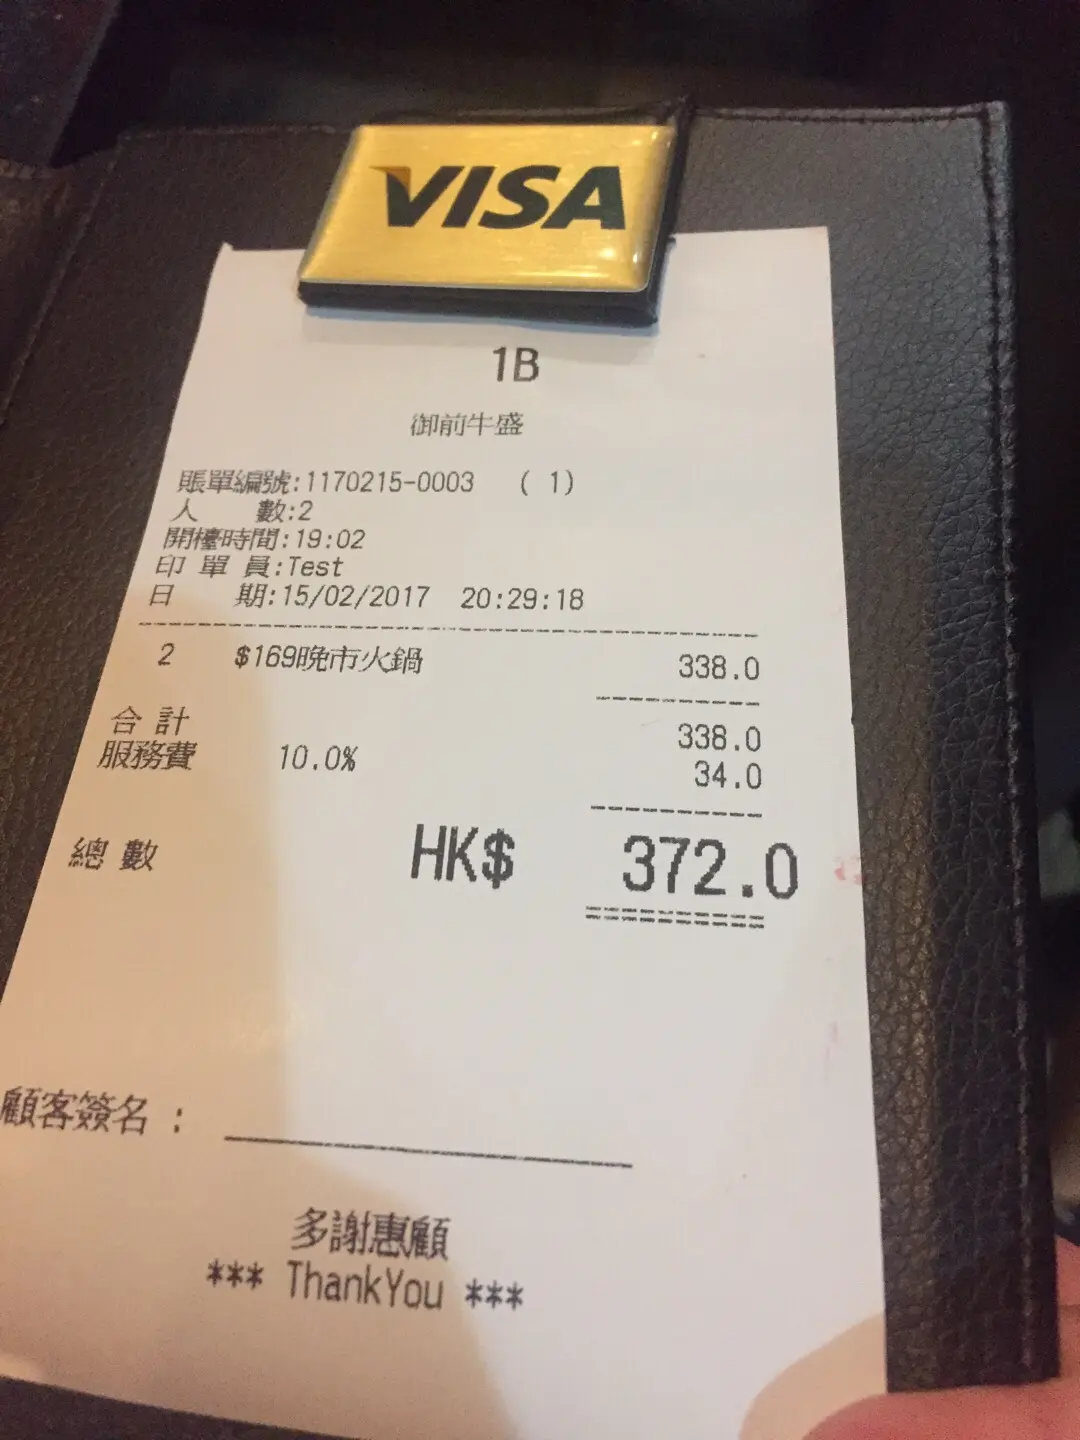 VISA
1B
御前牛盛
賬單編號:1170215-0003 ( 1)
人 數:2
開檯時間:19:02
印 單 員:Test
日 期:15/02/2017 20:29:18
2 $169晚市火鍋 338.0
合 計 338.0
服務費 10.0% 34.0
總 數 HK$ 372.0
顧客簽名 :
多謝惠顧
*** ThankYou ***